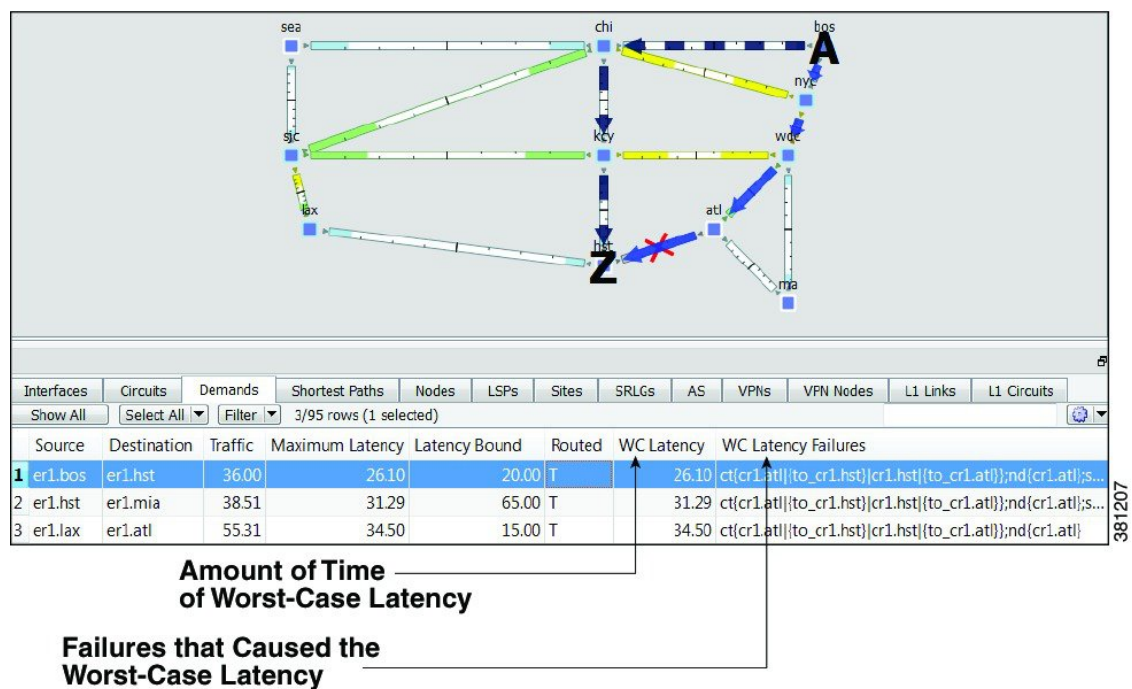 sea
chi
bos
A
nyc
sjc
kcy
wdc
lax
atl
hst
Z
mia
Interfaces Circuits Demands Shortest Paths Nodes LSPs Sites SRLGs AS VPNs VPN Nodes L1 Links L1 Circuits
Show All Select All Filter 3/95 rows (1 selected)
Source Destination Traffic Maximum Latency Latency Bound Routed WC Latency WC Latency Failures
1 er1.bos er1.hst 36.00 26.10 20.00 T 26.10 ct{cr1.atl|{to_cr1.hst}|cr1.hst|{to_cr1.atl}};nd{cr1.atl};s...
2 er1.hst er1.mia 38.51 31.29 65.00 T 31.29 ct{cr1.atl|{to_cr1.hst}|cr1.hst|{to_cr1.atl}};nd{cr1.atl};s...
3 er1.lax er1.atl 55.31 34.50 15.00 T 34.50 ct{cr1.atl|{to_cr1.hst}|cr1.hst|{to_cr1.atl}};nd{cr1.atl}
381207
Amount of Time
of Worst-Case Latency
Failures that Caused the
Worst-Case Latency